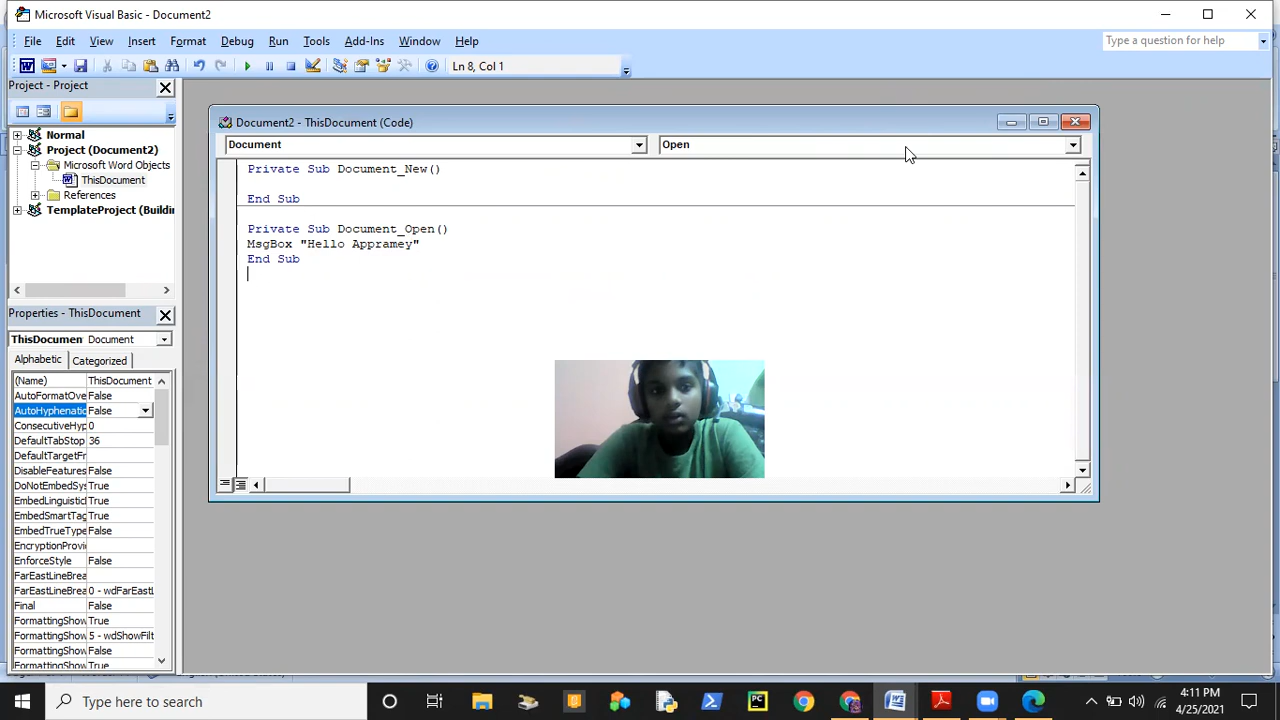 Microsoft Visual Basic - Document2
File Edit View Insert Format Debug Run Tools Add-Ins Window Help
Type a question for help
Ln 8, Col 1
Project - Project
Normal
Project (Document2)
Microsoft Word Objects
ThisDocument
References
TemplateProject (Buildin
Document2 - ThisDocument (Code)
Document
Open
Private Sub Document_New()
End Sub
Private Sub Document_Open()
MsgBox "Hello Appramey"
End Sub
Properties - ThisDocument
ThisDocumen Document
Alphabetic Categorized
(Name) ThisDocument
AutoFormatOve False
AutoHyphenatic False
ConsecutiveHyp 0
DefaultTabStop 36
DefaultTargetFr
DisableFeatures False
DoNotEmbedSys True
EmbedLinguistic True
EmbedSmartTag True
EmbedTrueType False
EncryptionProvi
EnforceStyle False
FarEastLineBrea
FarEastLineBrea 0 - wdFarEastL
Final False
FormattingShow True
FormattingShow 5 - wdShowFilt
FormattingShow False
FormattingShow True
Type here to search
4:11 PM
4/25/2021